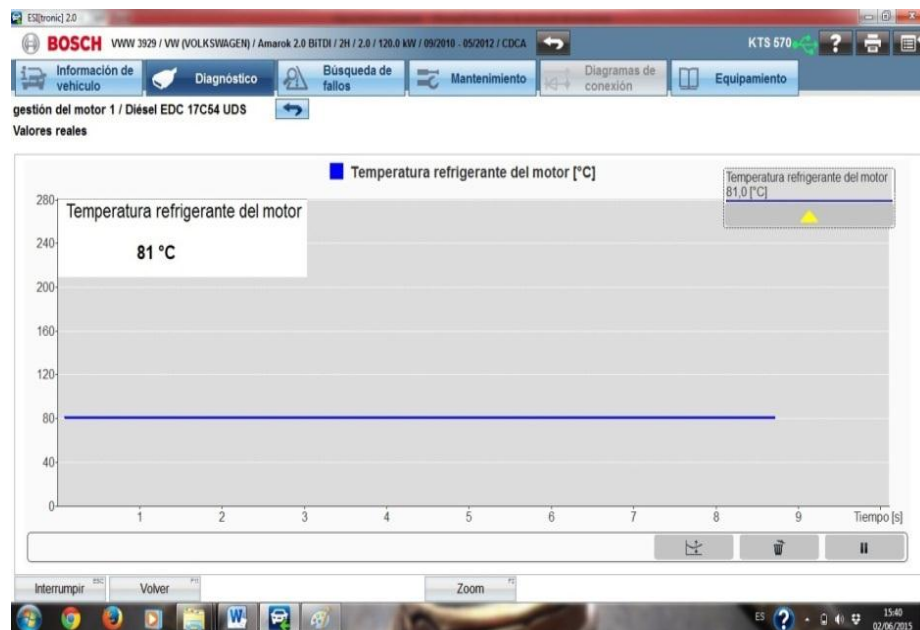 ESI[tronic] 2.0
BOSCH VWW 3929 / VW (VOLKSWAGEN) / Amarok 2.0 BiTDI / 2H / 2.0 / 120.0 kW / 09/2010 - 05/2012 / CDCA
KTS 570
?
Información de vehículo
Diagnóstico
Búsqueda de fallos
Mantenimiento
Diagramas de conexión
Equipamiento
gestión del motor 1 / Diésel EDC 17C54 UDS
Valores reales
Temperatura refrigerante del motor [°C]
Temperatura refrigerante del motor
81,0 [°C]
Temperatura refrigerante del motor
81 °C
280
240
200
160
120
80
40
0
1 2 3 4 5 6 7 8 9 Tiempo [s]
Interrumpir ESC Volver F11 Zoom F2
ES ? 15:40
02/06/2015